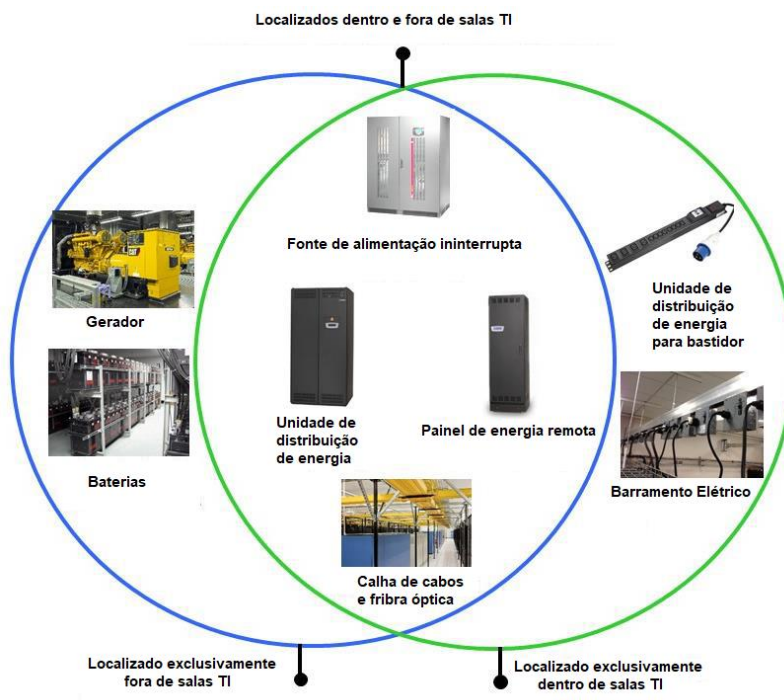 Localizados dentro e fora de salas TI
Fonte de alimentação ininterrupta
Gerador
Unidade de
distribuição
de energia
para bastidor
Unidade de
distribuição
de energia
Painel de energia remota
Baterias
Barramento Elétrico
Calha de cabos
e fribra óptica
Localizado exclusivamente
fora de salas TI
Localizado exclusivamente
dentro de salas TI